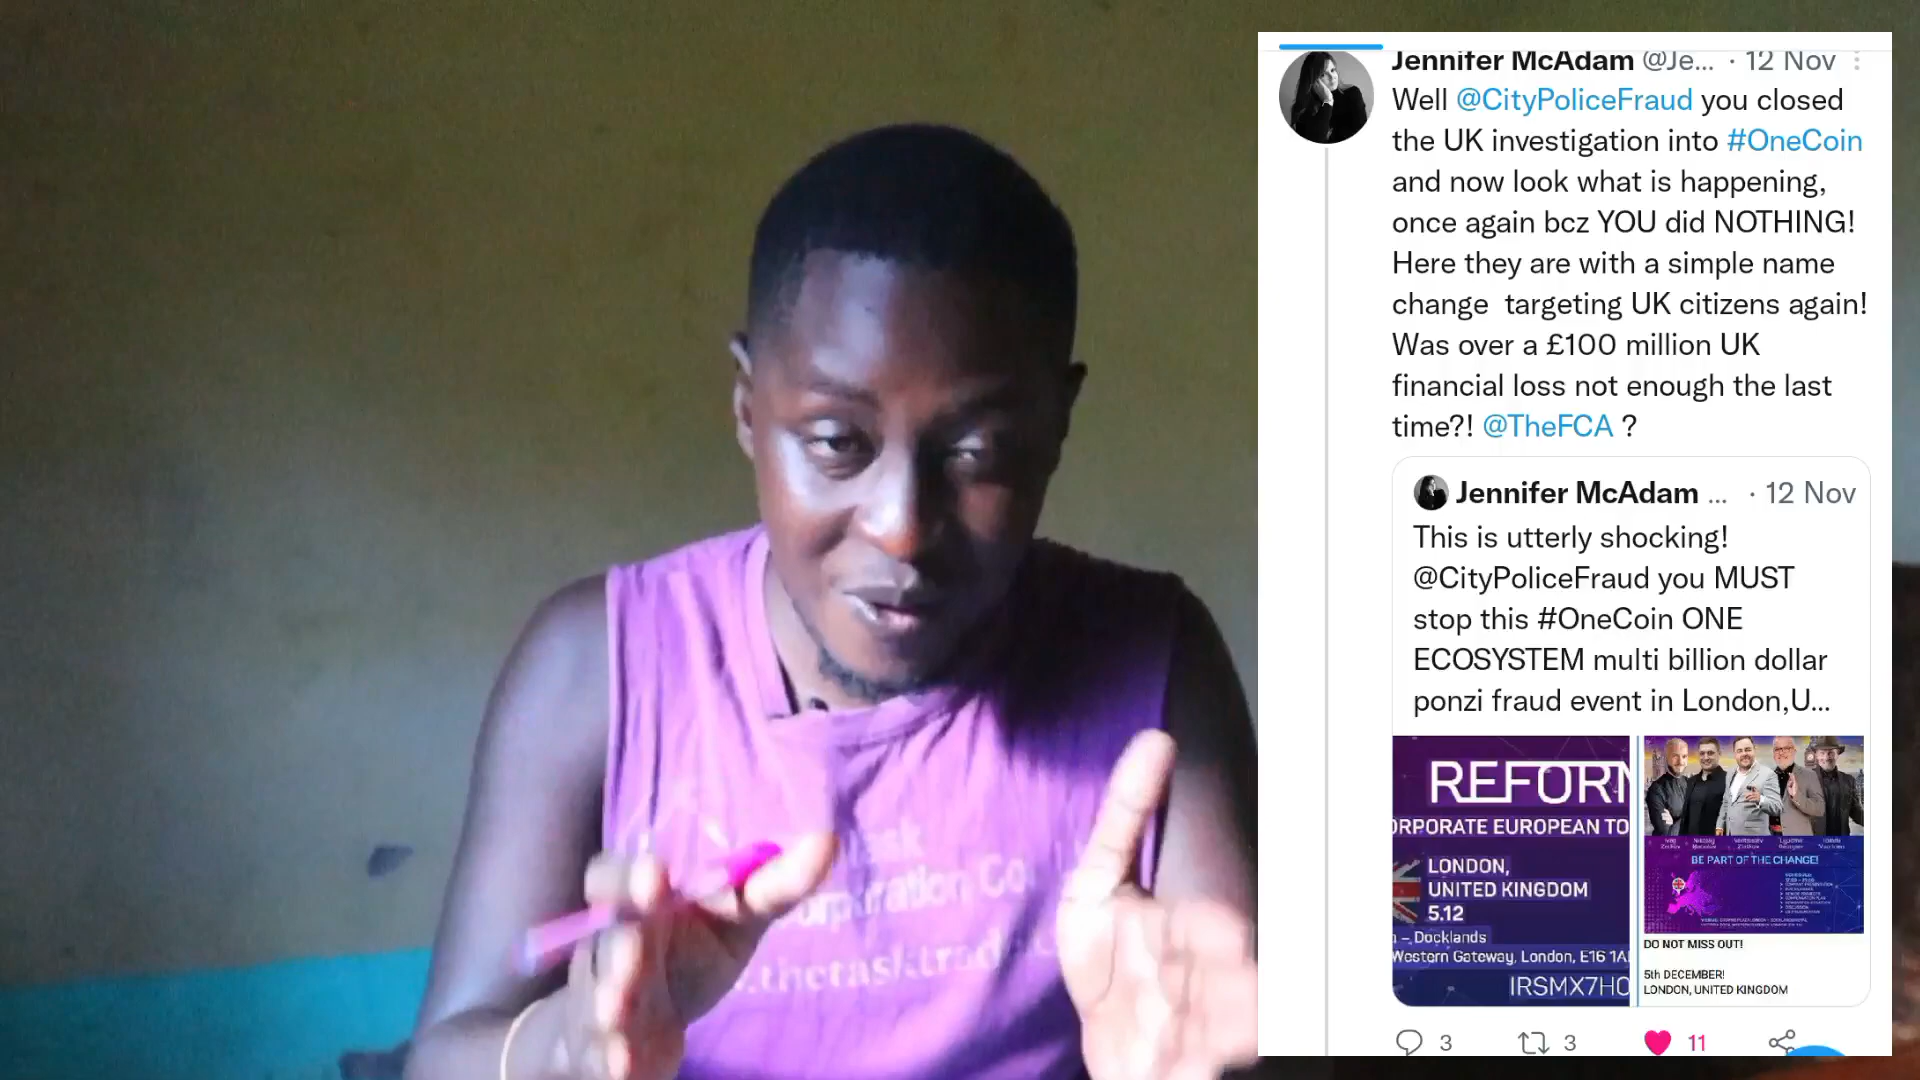 Jennifer McAdam @Je... · 12 Nov
Well @CityPoliceFraud you closed
the UK investigation into #OneCoin
and now look what is happening,
once again bcz YOU did NOTHING!
Here they are with a simple name
change targeting UK citizens again!
Was over a £100 million UK
financial loss not enough the last
time?! @TheFCA ?
Jennifer McAdam ... · 12 Nov
This is utterly shocking!
@CityPoliceFraud you MUST
stop this #OneCoin ONE
ECOSYSTEM multi billion dollar
ponzi fraud event in London,U...
REFORM
ORPORATE EUROPEAN TO
LONDON,
UNITED KINGDOM
5.12
n – Docklands
Western Gateway, London, E16 1AL
IRSMX7HO
BE PART OF THE CHANGE!
DO NOT MISS OUT!
5th DECEMBER!
LONDON, UNITED KINGDOM
3
3
11